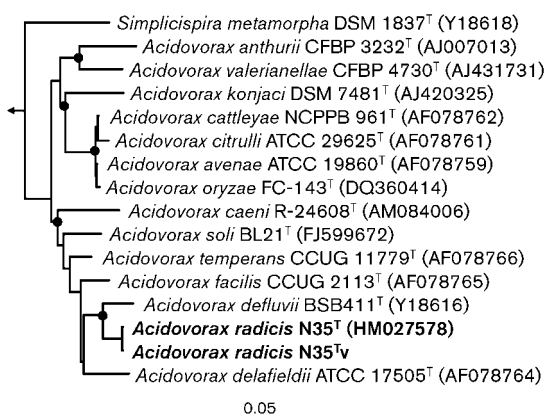 Simplicispira metamorpha DSM 1837ᵀ (Y18618)
Acidovorax anthurii CFBP 3232ᵀ (AJ007013)
Acidovorax valerianellae CFBP 4730ᵀ (AJ431731)
Acidovorax konjaci DSM 7481ᵀ (AJ420325)
Acidovorax cattleyae NCPPB 961ᵀ (AF078762)
Acidovorax citrulli ATCC 29625ᵀ (AF078761)
Acidovorax avenae ATCC 19860ᵀ (AF078759)
Acidovorax oryzae FC-143ᵀ (DQ360414)
Acidovorax caeni R-24608ᵀ (AM084006)
Acidovorax soli BL21ᵀ (FJ599672)
Acidovorax temperans CCUG 11779ᵀ (AF078766)
Acidovorax facilis CCUG 2113ᵀ (AF078765)
Acidovorax defluvii BSB411ᵀ (Y18616)
Acidovorax radicis N35ᵀ (HM027578)
Acidovorax radicis N35ᵀv
Acidovorax delafieldii ATCC 17505ᵀ (AF078764)
0.05